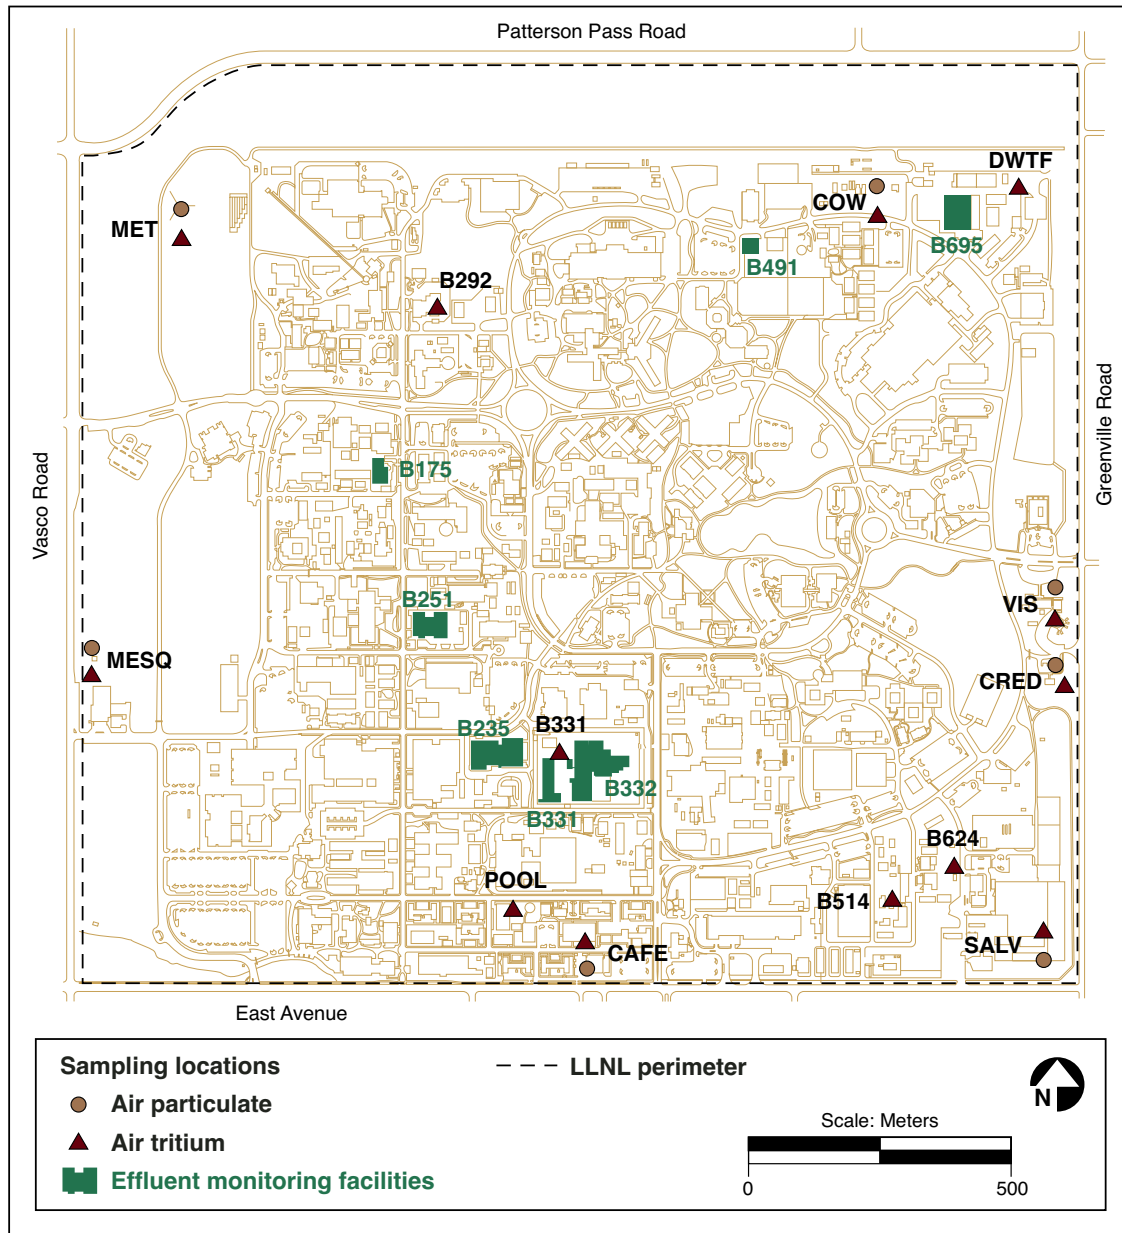 Patterson Pass Road
DWTF
COW
MET
B695
B491
B292
Vasco Road
Greenville Road
B175
B251
VIS
MESQ
CRED
B235
B331
B332
B331
B624
POOL
B514
SALV
CAFE
East Avenue
Sampling locations
LLNL perimeter
Air particulate
N
Air tritium
Scale: Meters
Effluent monitoring facilities
0 500